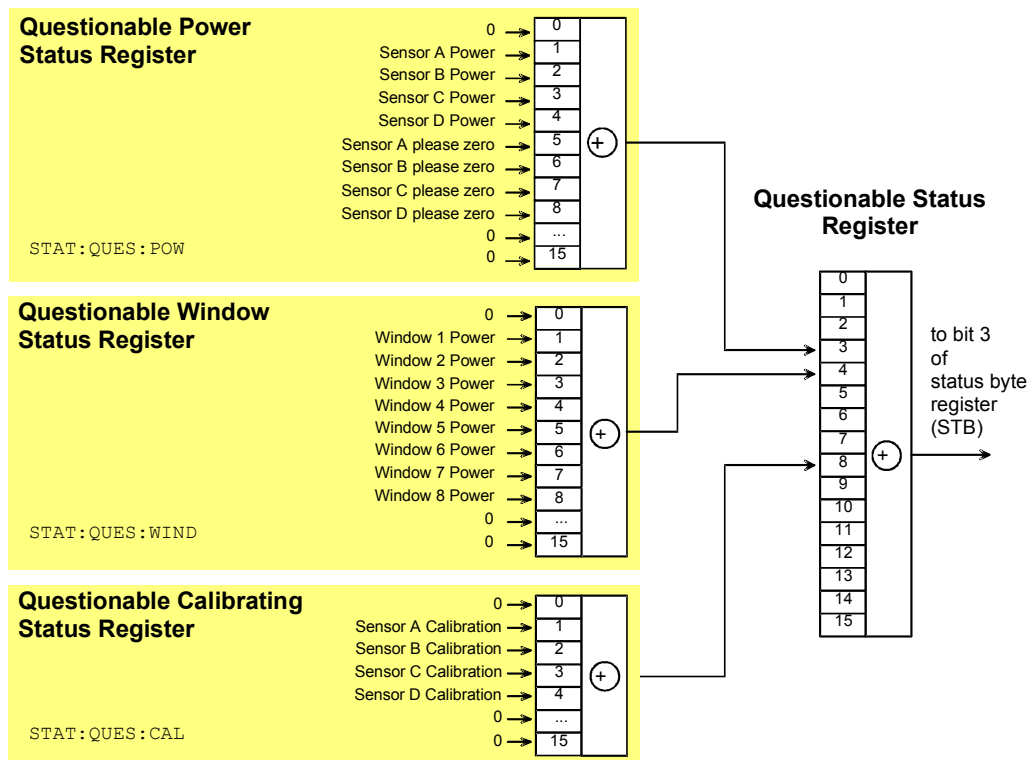 Questionable Power
Status Register
0 0
Sensor A Power 1
Sensor B Power 2
Sensor C Power 3
Sensor D Power 4
Sensor A please zero 5 +
Sensor B please zero 6
Sensor C please zero 7
Sensor D please zero 8
0 ...
0 15
STAT:QUES:POW
Questionable Window
Status Register
0 0
Window 1 Power 1
Window 2 Power 2
Window 3 Power 3
Window 4 Power 4
Window 5 Power 5 +
Window 6 Power 6
Window 7 Power 7
Window 8 Power 8
0 ...
0 15
STAT:QUES:WIND
Questionable Calibrating
Status Register
0 0
Sensor A Calibration 1
Sensor B Calibration 2
Sensor C Calibration 3 +
Sensor D Calibration 4
0 ...
0 15
STAT:QUES:CAL
Questionable Status
Register
0
1
2
3
4
5
6
7
8 +
9
10
11
12
13
14
15
to bit 3
of
status byte
register
(STB)